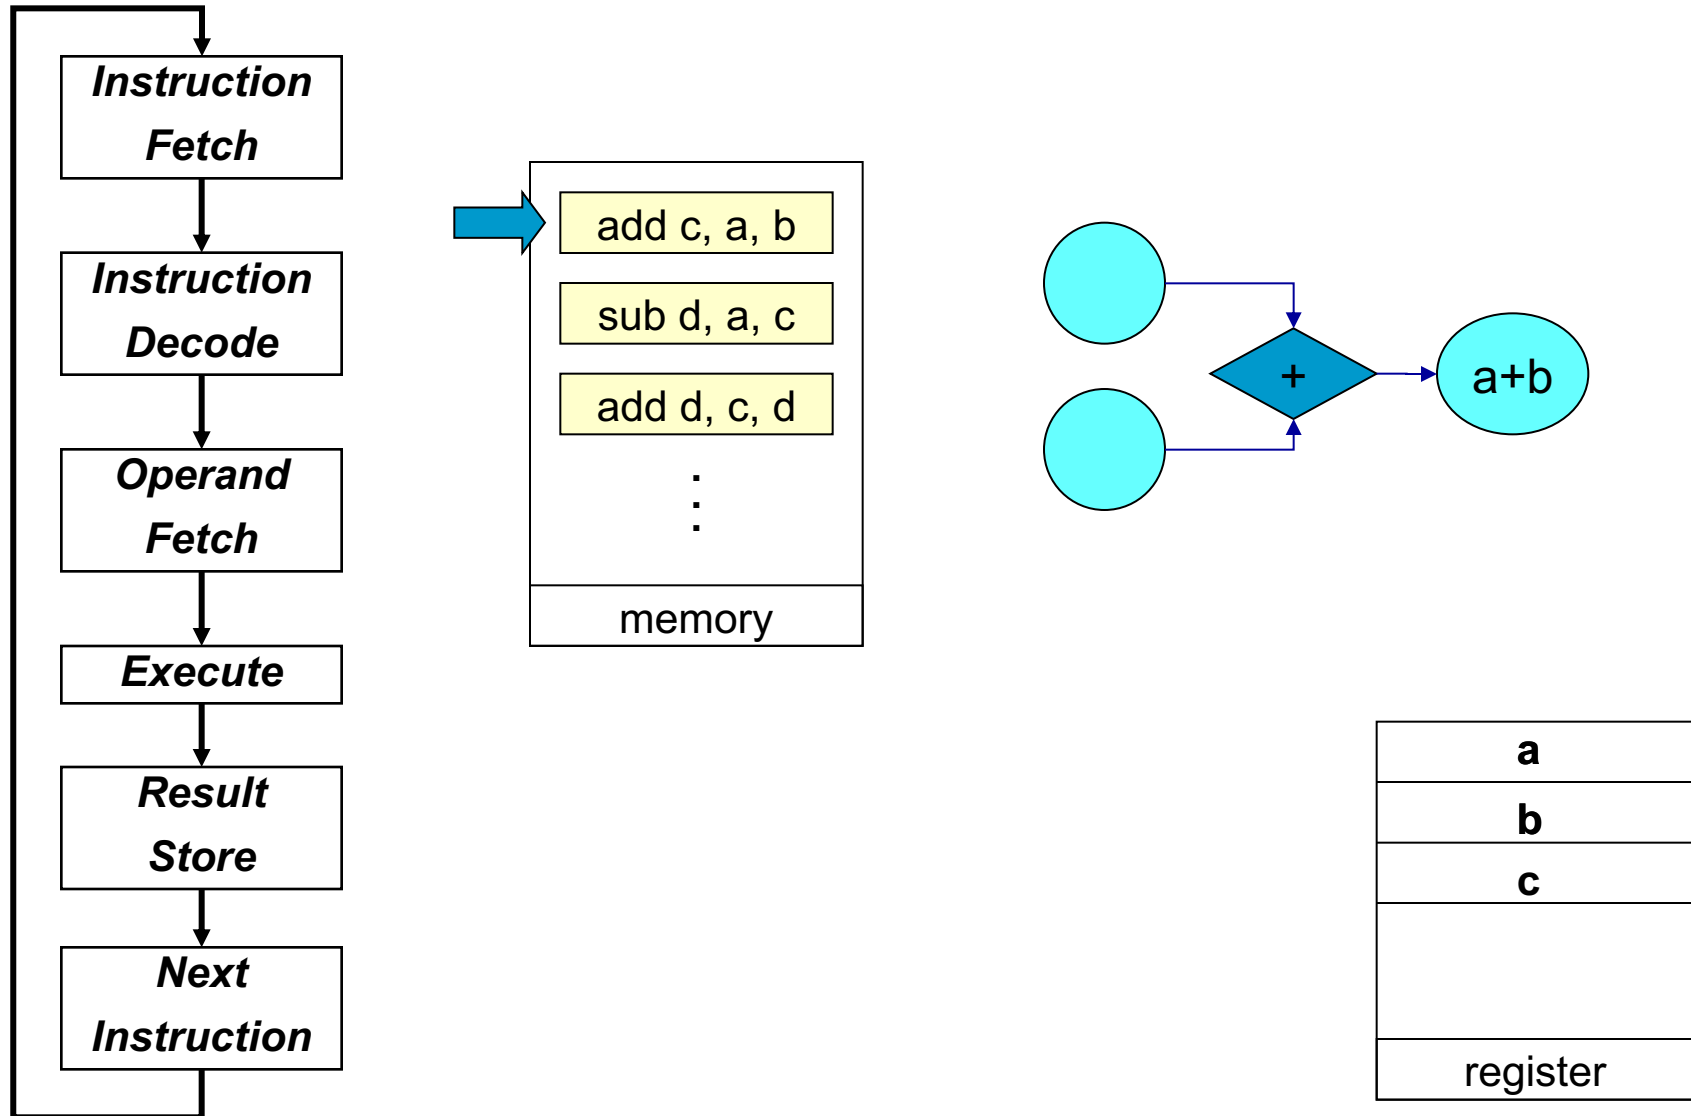 Instruction
Fetch
Instruction
Decode
Operand
Fetch
Execute
Result
Store
Next
Instruction
add c, a, b
sub d, a, c
add d, c, d
.
.
.
memory
+
a+b
a
b
c
register